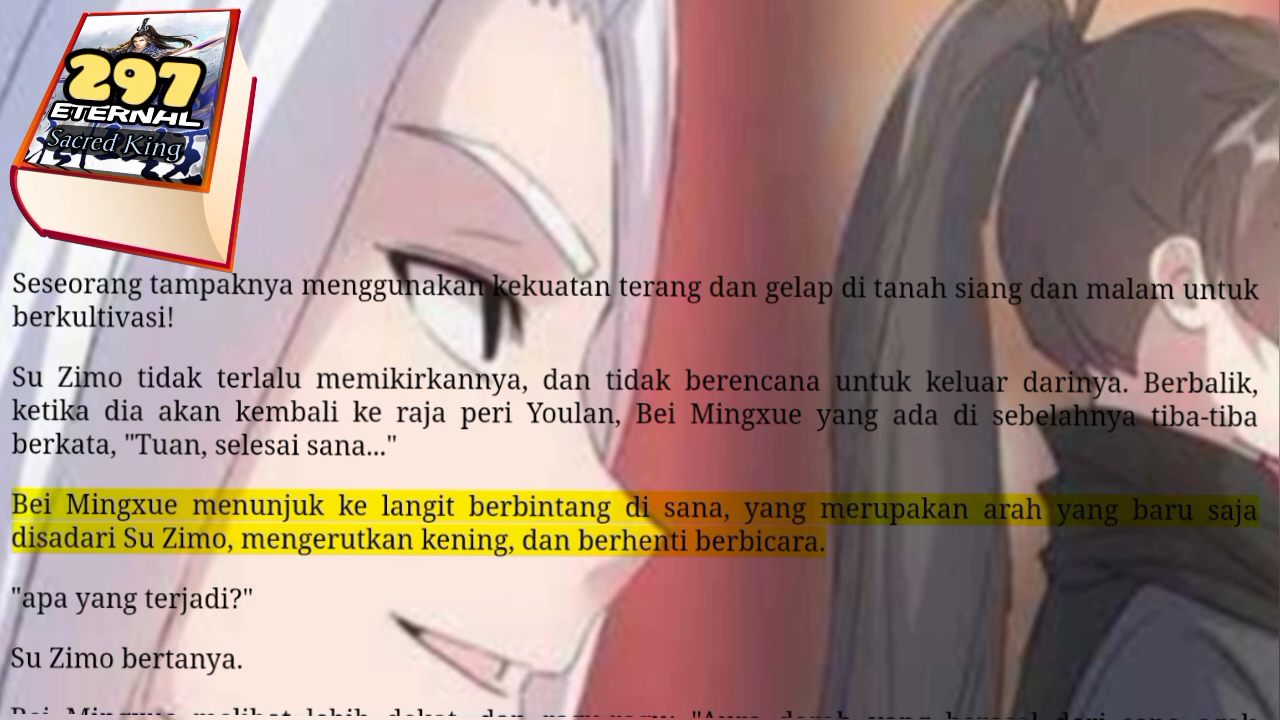 297
ETERNAL
Sacred King
Seseorang tampaknya menggunakan kekuatan terang dan gelap di tanah siang dan malam untuk
berkultivasi!
Su Zimo tidak terlalu memikirkannya, dan tidak berencana untuk keluar darinya. Berbalik,
ketika dia akan kembali ke raja peri Youlan, Bei Mingxue yang ada di sebelahnya tiba-tiba
berkata, "Tuan, selesai sana..."
Bei Mingxue menunjuk ke langit berbintang di sana, yang merupakan arah yang baru saja
disadari Su Zimo, mengerutkan kening, dan berhenti berbicara.
"apa yang terjadi?"
Su Zimo bertanya.